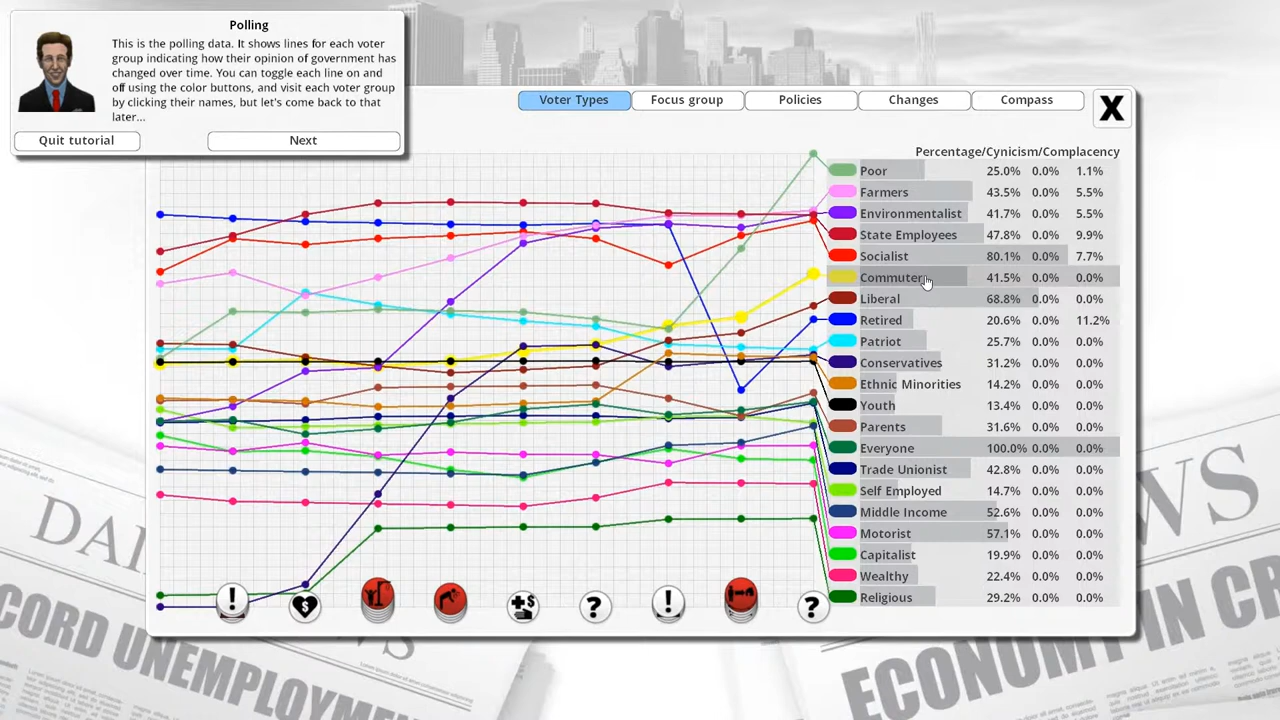 Polling
This is the polling data. It shows lines for each voter
group indicating how their opinion of government has
changed over time. You can toggle each line on and
off using the color buttons, and visit each voter group
by clicking their names, but let's come back to that
later...
Quit tutorial
Next
Voter Types
Focus group
Policies
Changes
Compass
X
Percentage/Cynicism/Complacency
Poor 25.0% 0.0% 1.1%
Farmers 43.5% 0.0% 5.5%
Environmentalist 41.7% 0.0% 5.5%
State Employees 47.8% 0.0% 9.9%
Socialist 80.1% 0.0% 7.7%
Commuter 41.5% 0.0% 0.0%
Liberal 68.8% 0.0% 0.0%
Retired 20.6% 0.0% 11.2%
Patriot 25.7% 0.0% 0.0%
Conservatives 31.2% 0.0% 0.0%
Ethnic Minorities 14.2% 0.0% 0.0%
Youth 13.4% 0.0% 0.0%
Parents 31.6% 0.0% 0.0%
Everyone 100.0% 0.0% 0.0%
Trade Unionist 42.8% 0.0% 0.0%
Self Employed 14.7% 0.0% 0.0%
Middle Income 52.6% 0.0% 0.0%
Motorist 57.1% 0.0% 0.0%
Capitalist 19.9% 0.0% 0.0%
Wealthy 22.4% 0.0% 0.0%
Religious 29.2% 0.0% 0.0%
! $ $ ? ! ?
DAI
WS
CORD UNEMPLOYM
ECONOMY IN CR